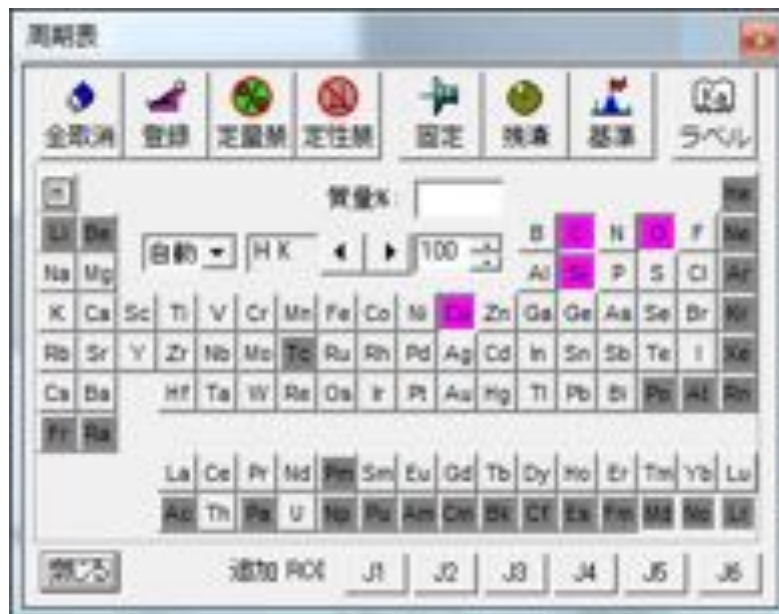 周期表
全取消 登録 定量禁 定性禁 固定 残滓 基準 ラベル
H 質量%: He
Li Be B C N O F Ne
自動 H K 100
Na Mg Al Si P S Cl Ar
K Ca Sc Ti V Cr Mn Fe Co Ni Cu Zn Ga Ge As Se Br Kr
Rb Sr Y Zr Nb Mo Tc Ru Rh Pd Ag Cd In Sn Sb Te I Xe
Cs Ba Hf Ta W Re Os Ir Pt Au Hg Tl Pb Bi Po At Rn
Fr Ra
La Ce Pr Nd Pm Sm Eu Gd Tb Dy Ho Er Tm Yb Lu
Ac Th Pa U Np Pu Am Cm Bk Cf Es Fm Md No Lr
閉じる 追加 ROI J1 J2 J3 J4 J5 J6